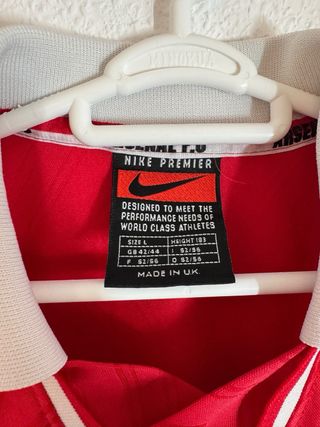 ARSENAL F.C
NIKE PREMIER
DESIGNED TO MEET THE
PERFORMANCE NEEDS OF
WORLD CLASS ATHLETES
SIZE L HEIGHT 183
GB 42/44 I 52/56
F 52/56 D 52/56
MADE IN U.K.